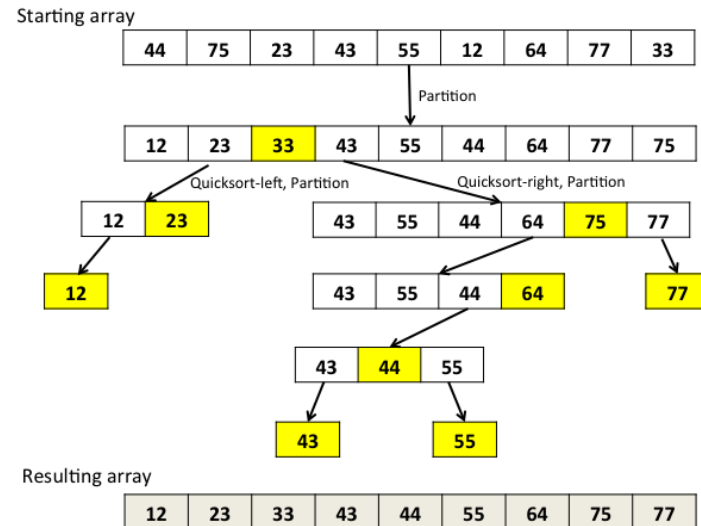 Starting array
44 75 23 43 55 12 64 77 33
Partition
12 23 33 43 55 44 64 77 75
Quicksort-left, Partition Quicksort-right, Partition
12 23 43 55 44 64 75 77
12 43 55 44 64 77
43 44 55
43 55
Resulting array
12 23 33 43 44 55 64 75 77